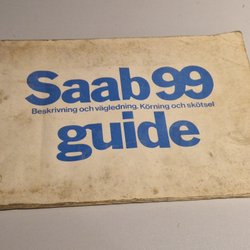 Saab 99
Beskrivning och vägledning. Körning och skötsel
guide